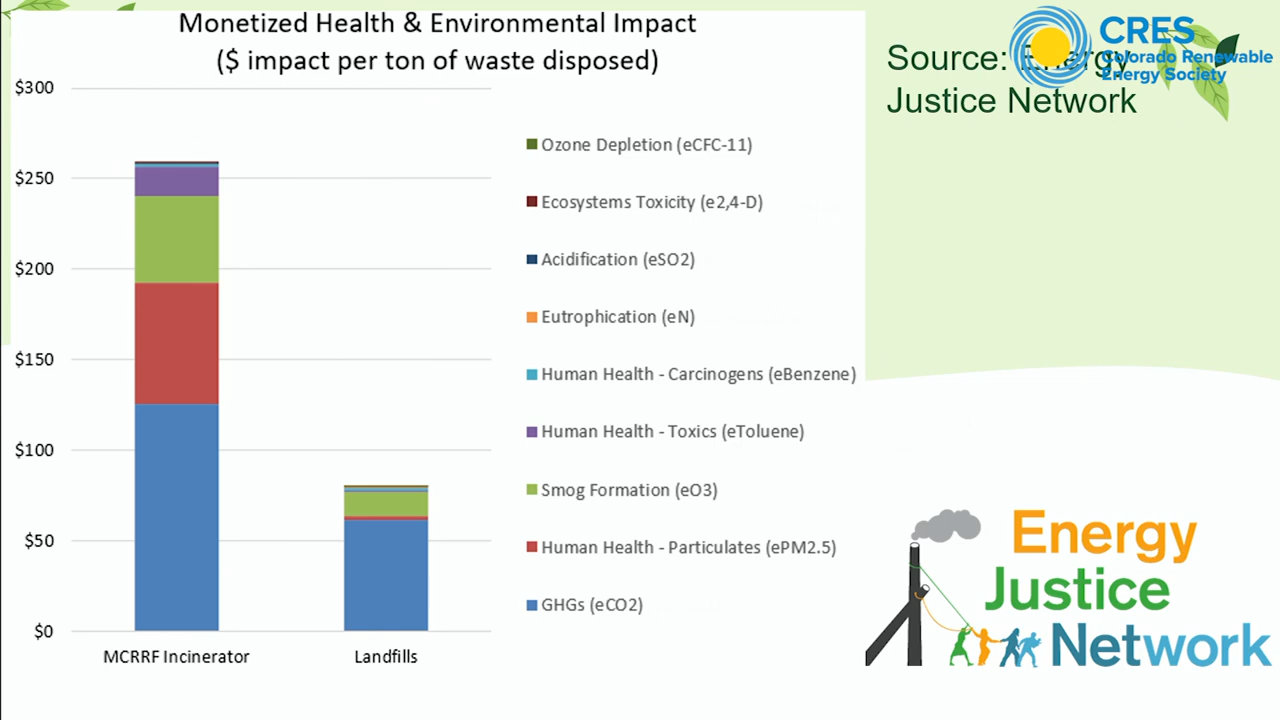 Monetized Health & Environmental Impact
($ impact per ton of waste disposed)
$300
$250
$200
$150
$100
$50
$0
MCRRF Incinerator
Landfills
Ozone Depletion (eCFC-11)
Ecosystems Toxicity (e2,4-D)
Acidification (eSO2)
Eutrophication (eN)
Human Health - Carcinogens (eBenzene)
Human Health - Toxics (eToluene)
Smog Formation (eO3)
Human Health - Particulates (ePM2.5)
GHGs (eCO2)
Source: Energy
Justice Network
CRES
Colorado Renewable
Energy Society
Energy
Justice
Network